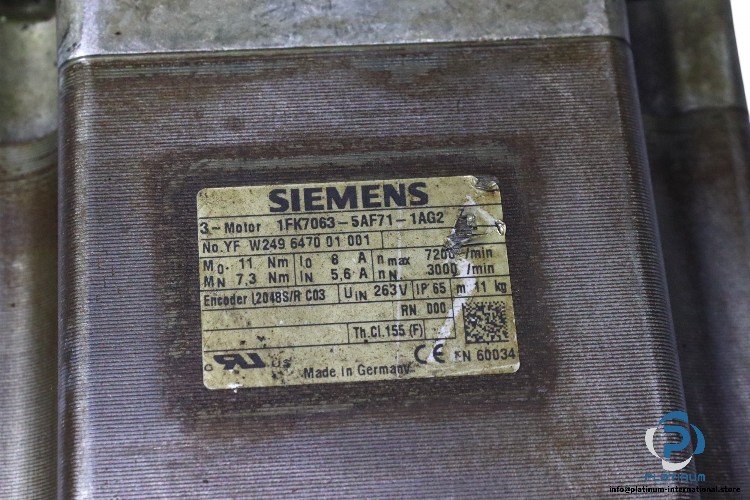 SIEMENS
3~Motor 1FK7063-5AF71-1AG2
No.YF W249 6470 01 001
M0. 11 Nm I0 8 A nmax 7200 /min
MN 7,3 Nm IN 5,6 A nN 3000 /min
Encoder I2048S/R C03 UIN 263V IP 65 m 11 kg
RN 000
Th.Cl.155 (F)
US CE EN 60034
Made in Germany
PLATINUM
info@platinum-international.store